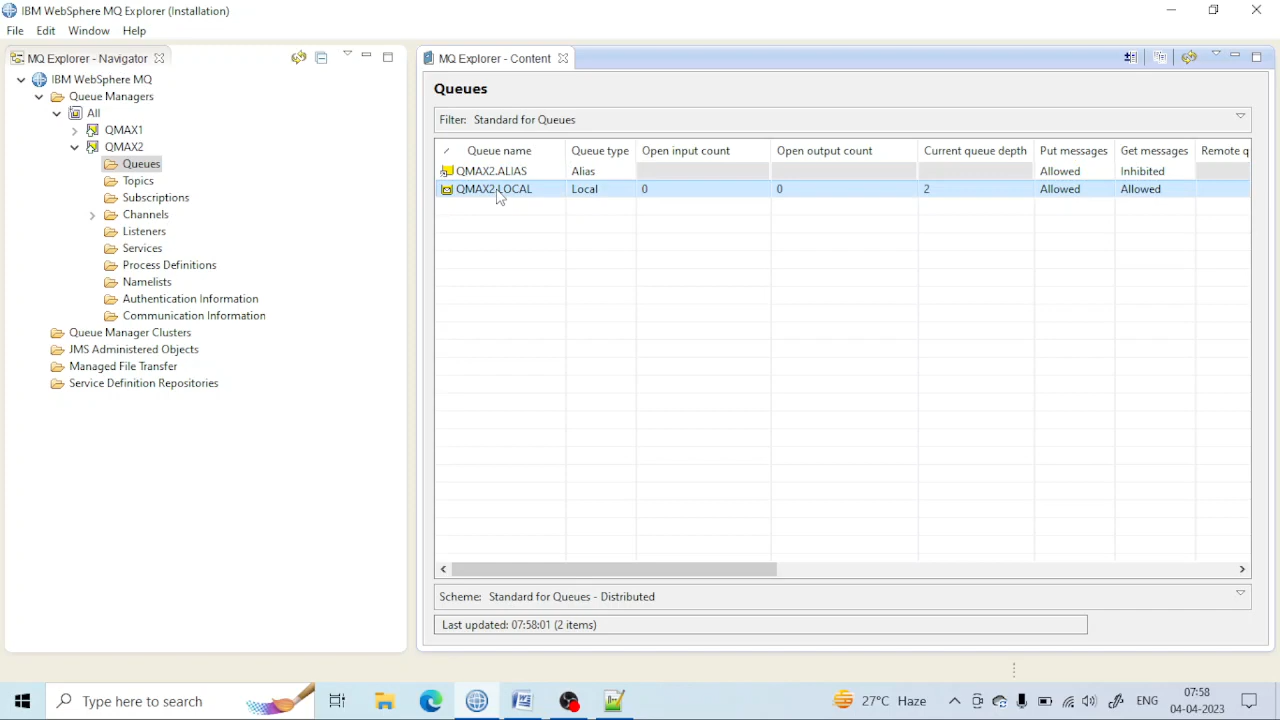 IBM WebSphere MQ Explorer (Installation)
File Edit Window Help
MQ Explorer - Navigator
IBM WebSphere MQ
Queue Managers
All
QMAX1
QMAX2
Queues
Topics
Subscriptions
Channels
Listeners
Services
Process Definitions
Namelists
Authentication Information
Communication Information
Queue Manager Clusters
JMS Administered Objects
Managed File Transfer
Service Definition Repositories
MQ Explorer - Content
Queues
Filter: Standard for Queues
Queue name Queue type Open input count Open output count Current queue depth Put messages Get messages Remote q
QMAX2.ALIAS Alias Allowed Inhibited
QMAX2.LOCAL Local 0 0 2 Allowed Allowed
Scheme: Standard for Queues - Distributed
Last updated: 07:58:01 (2 items)
Type here to search
27°C Haze
ENG
07:58
04-04-2023